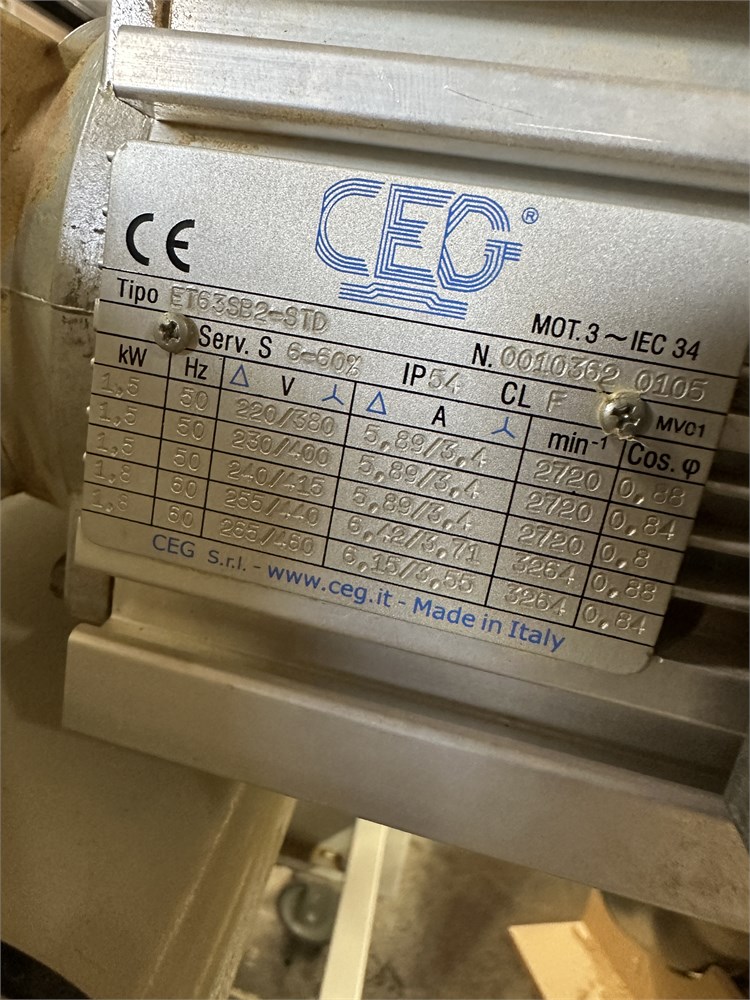 CEG ®
CE
Tipo ET63SB2-STD
MOT. 3 ~ IEC 34
Serv. S 6-60% IP54 CL F N. 0010362 0105
MV01
kW Hz Δ V Δ A min-1 Cos. φ
1,5 50 220/380 5,89/3,4 2720 0,88
1,5 50 230/400 5,89/3,4 2720 0,84
1,5 50 240/415 5,89/3,4 2720 0,8
1,8 60 255/440 6,42/3,71 3264 0,88
1,8 60 265/460 6,15/3,55 3264 0,84
CEG S.r.l. - www.ceg.it - Made in Italy